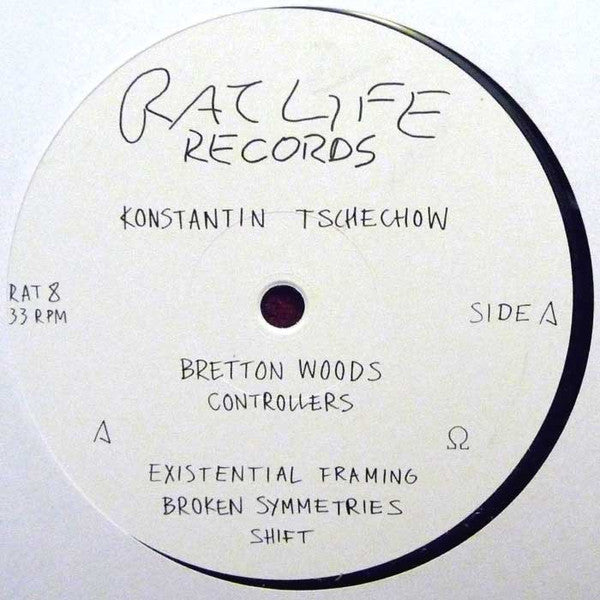 RAT LIFE
RECORDS
KONSTANTIN TSCHECHOW
RAT 8
33 RPM
SIDE A
BRETTON WOODS
CONTROLLERS
A
Ω
EXISTENTIAL FRAMING
BROKEN SYMMETRIES
SHIFT